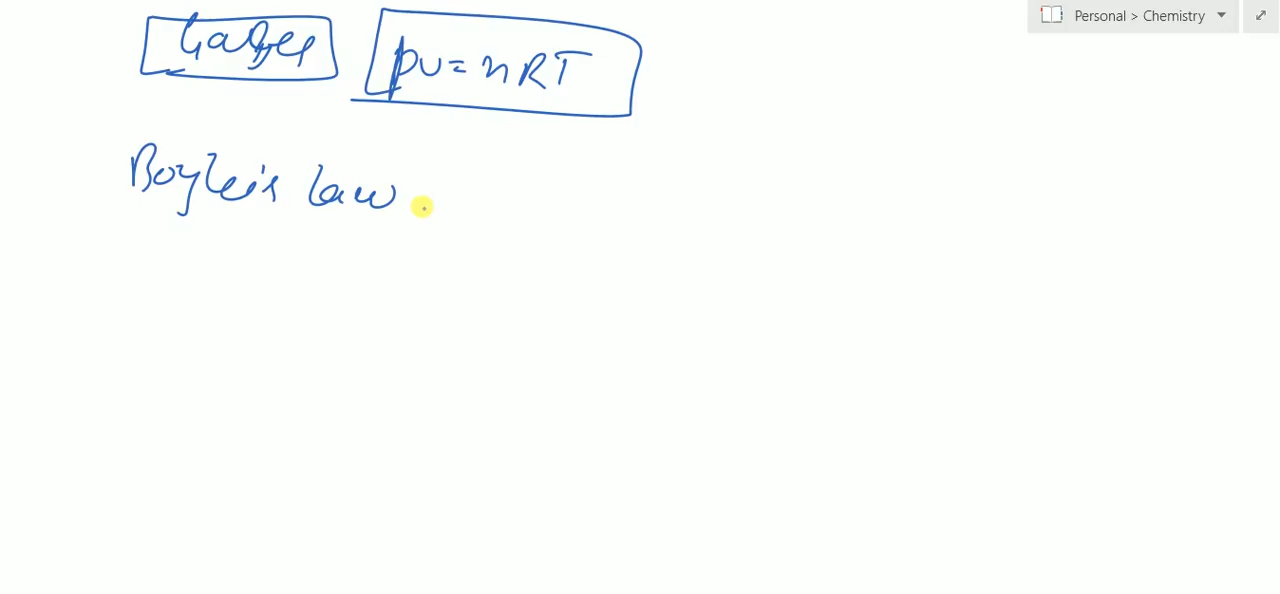 Personal > Chemistry
Gases pv = nRT
Boyle's law